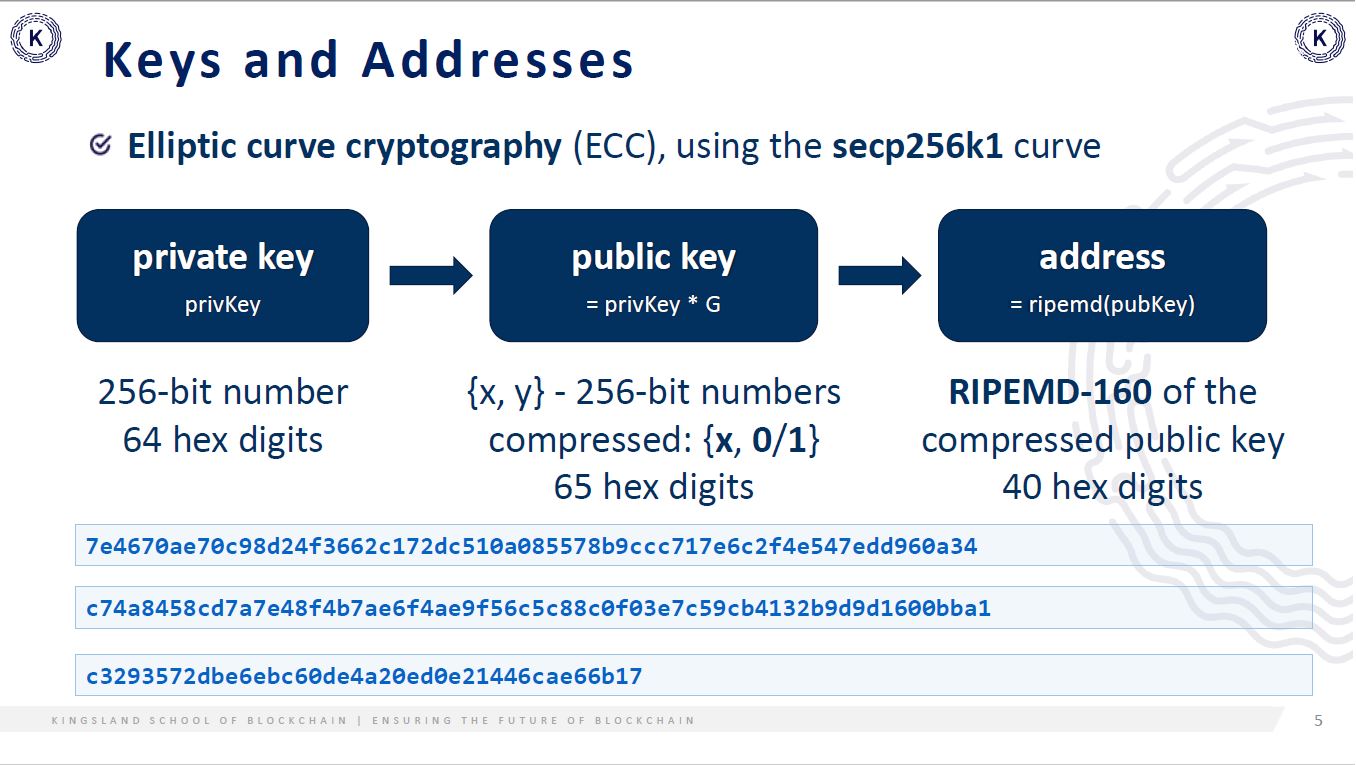 K
K
Keys and Addresses
Elliptic curve cryptography (ECC), using the secp256k1 curve
private key
privKey
public key
= privKey * G
address
= ripemd(pubKey)
256-bit number
64 hex digits
{x, y} - 256-bit numbers
compressed: {x, 0/1}
65 hex digits
RIPEMD-160 of the
compressed public key
40 hex digits
7e4670ae70c98d24f3662c172dc510a085578b9ccc717e6c2f4e547edd960a34
c74a8458cd7a7e48f4b7ae6f4ae9f56c5c88c0f03e7c59cb4132b9d9d1600bba1
c3293572dbe6ebc60de4a20ed0e21446cae66b17
KINGSLAND SCHOOL OF BLOCKCHAIN | ENSURING THE FUTURE OF BLOCKCHAIN
5